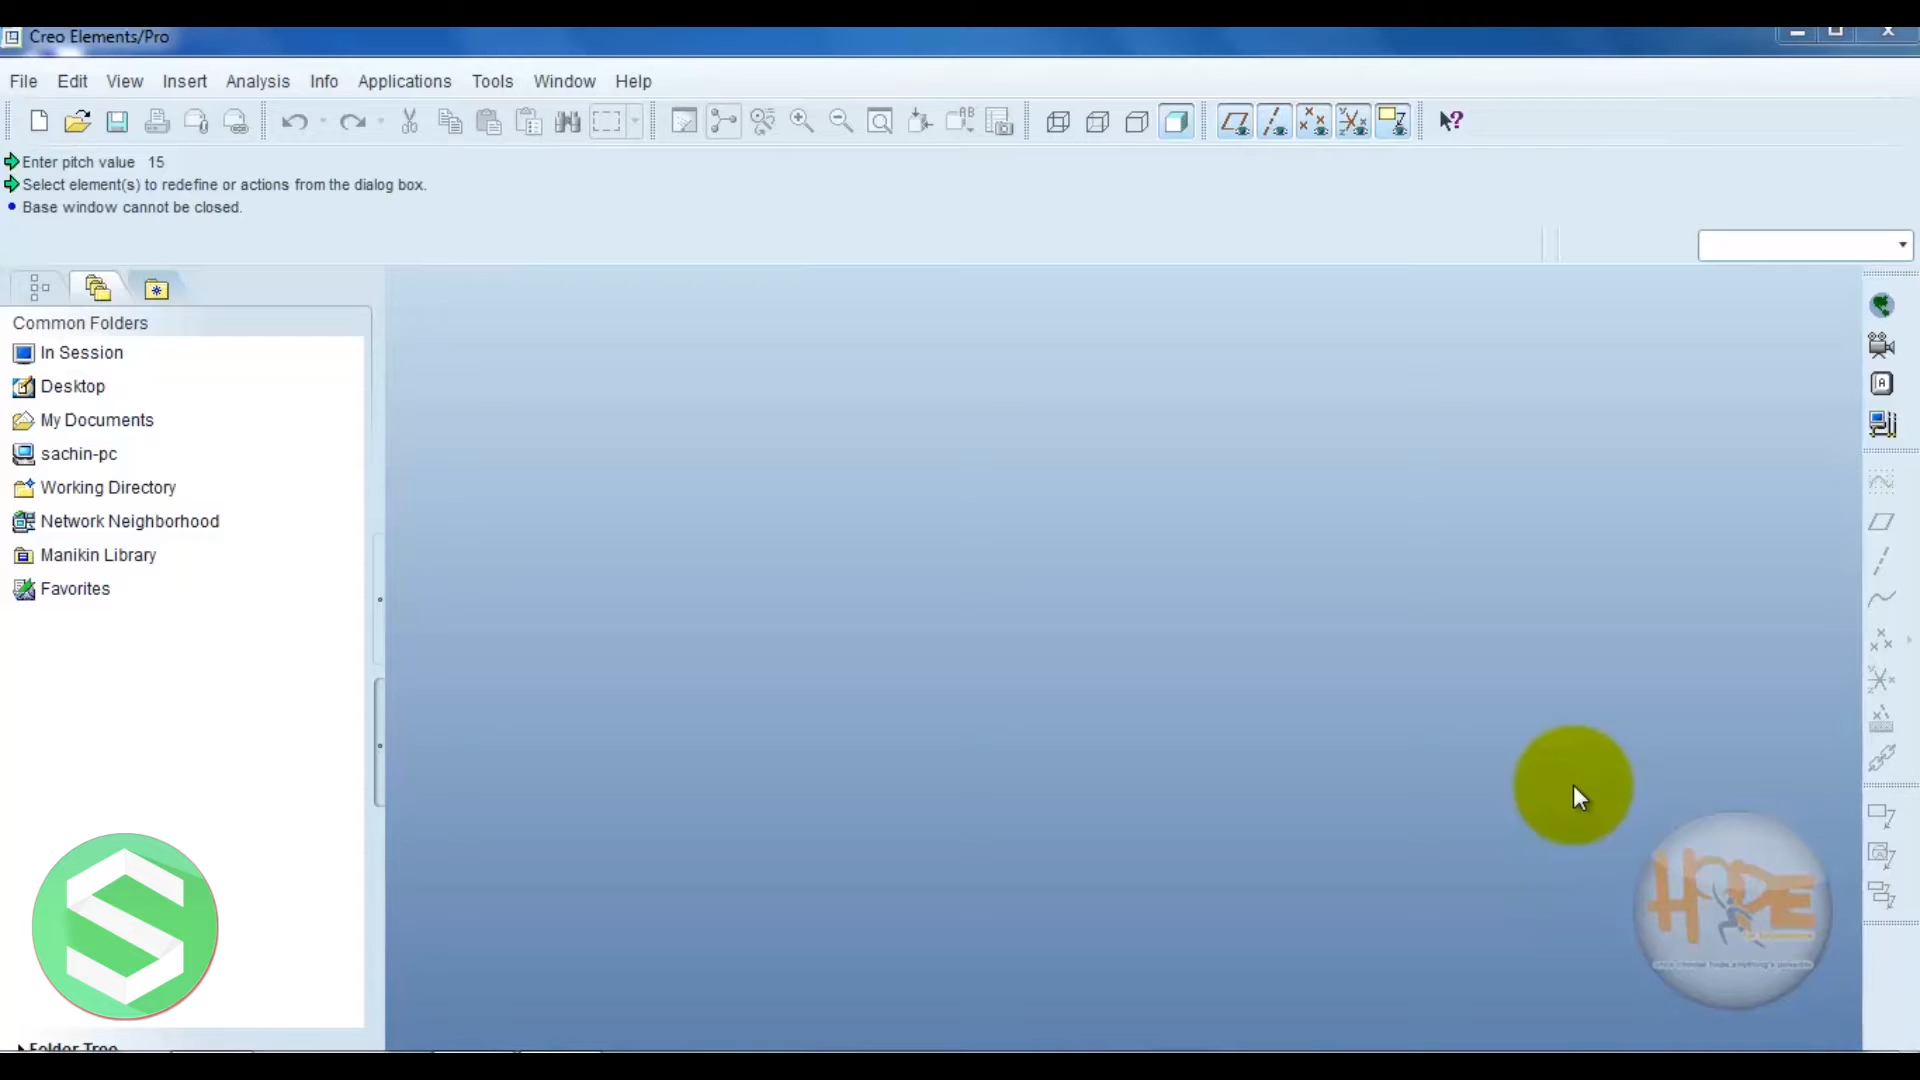 Creo Elements/Pro
File Edit View Insert Analysis Info Applications Tools Window Help
Enter pitch value 15
Select element(s) to redefine or actions from the dialog box.
Base window cannot be closed.
Common Folders
In Session
Desktop
My Documents
sachin-pc
Working Directory
Network Neighborhood
Manikin Library
Favorites
Folder Tree
HOPE